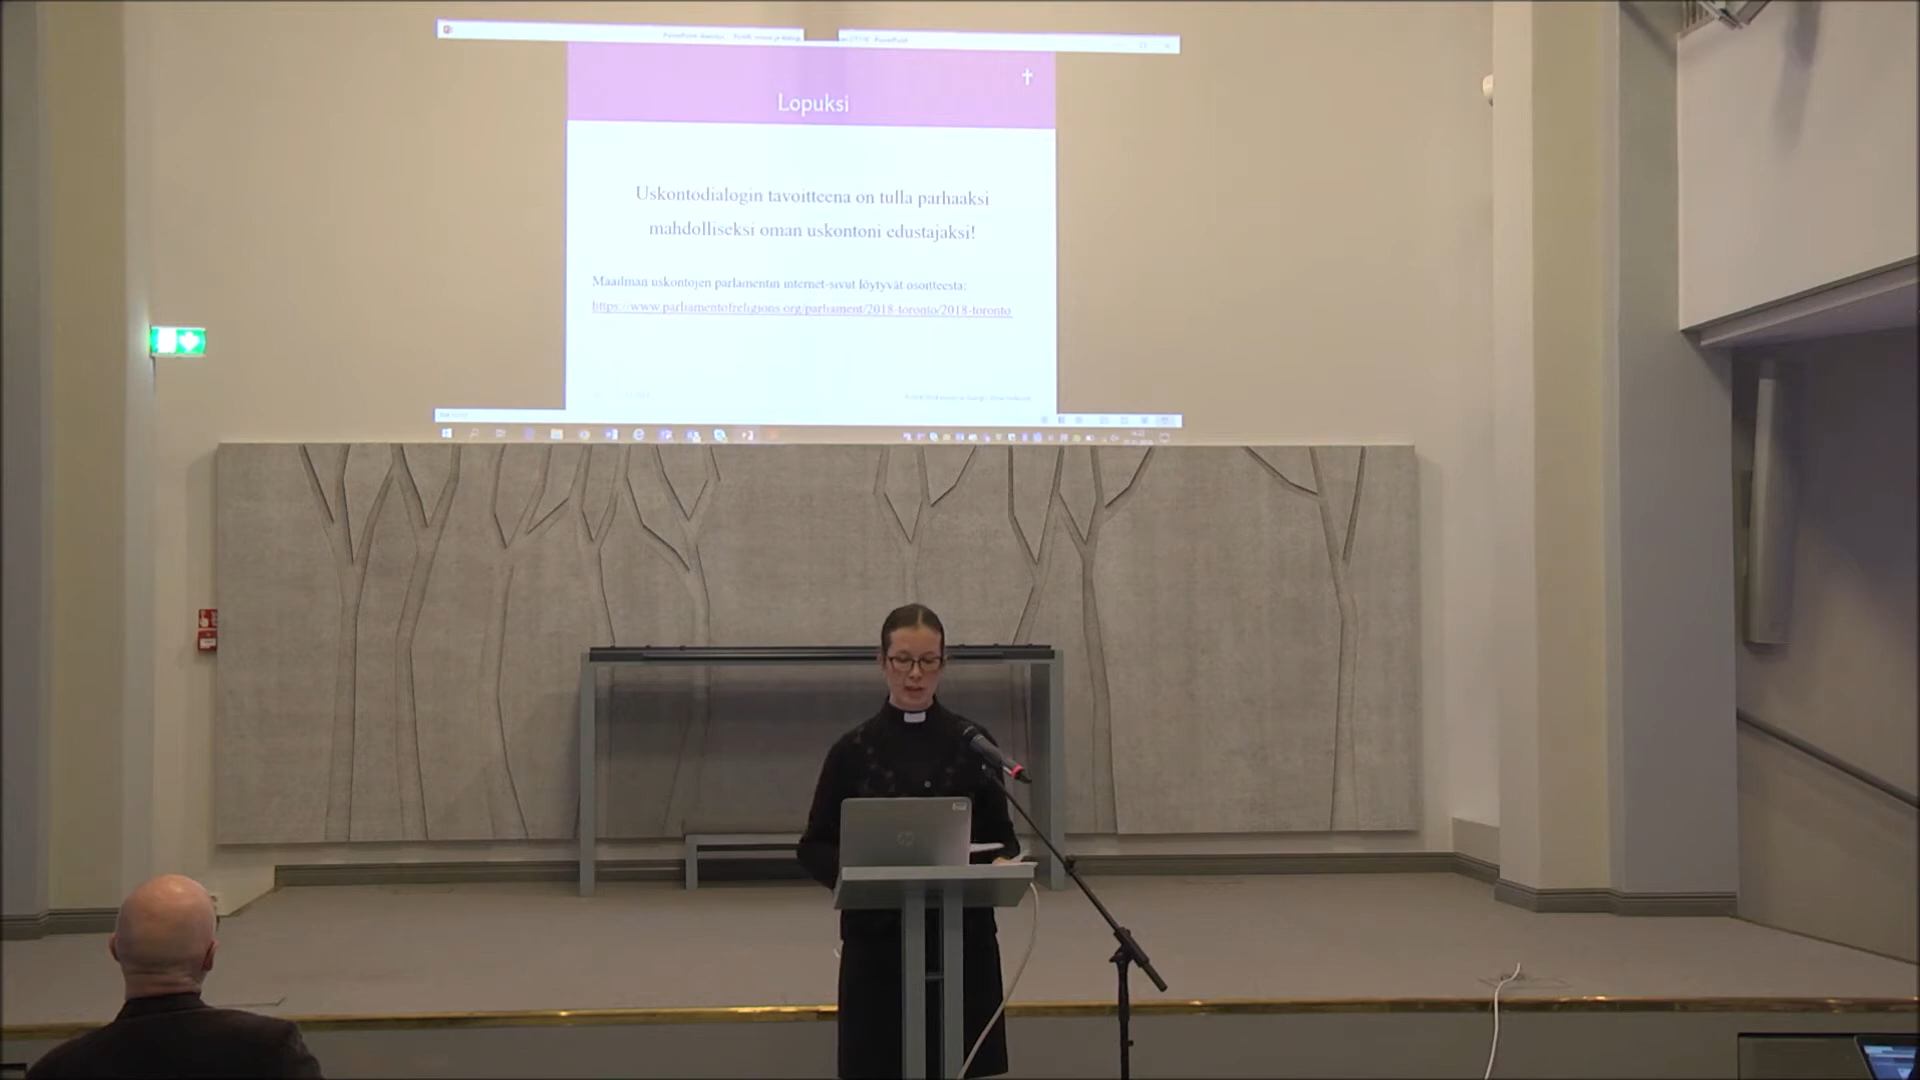 Lopuksi
Uskontodialogin tavoitteena on tulla parhaaksi
mahdolliseksi oman uskontoni edustajaksi!
Maailman uskontojen parlamentin internet-sivut löytyvät osoitteesta:
https://www.parliamentofreligions.org/parliament/2018-toronto/2018-toronto
hp